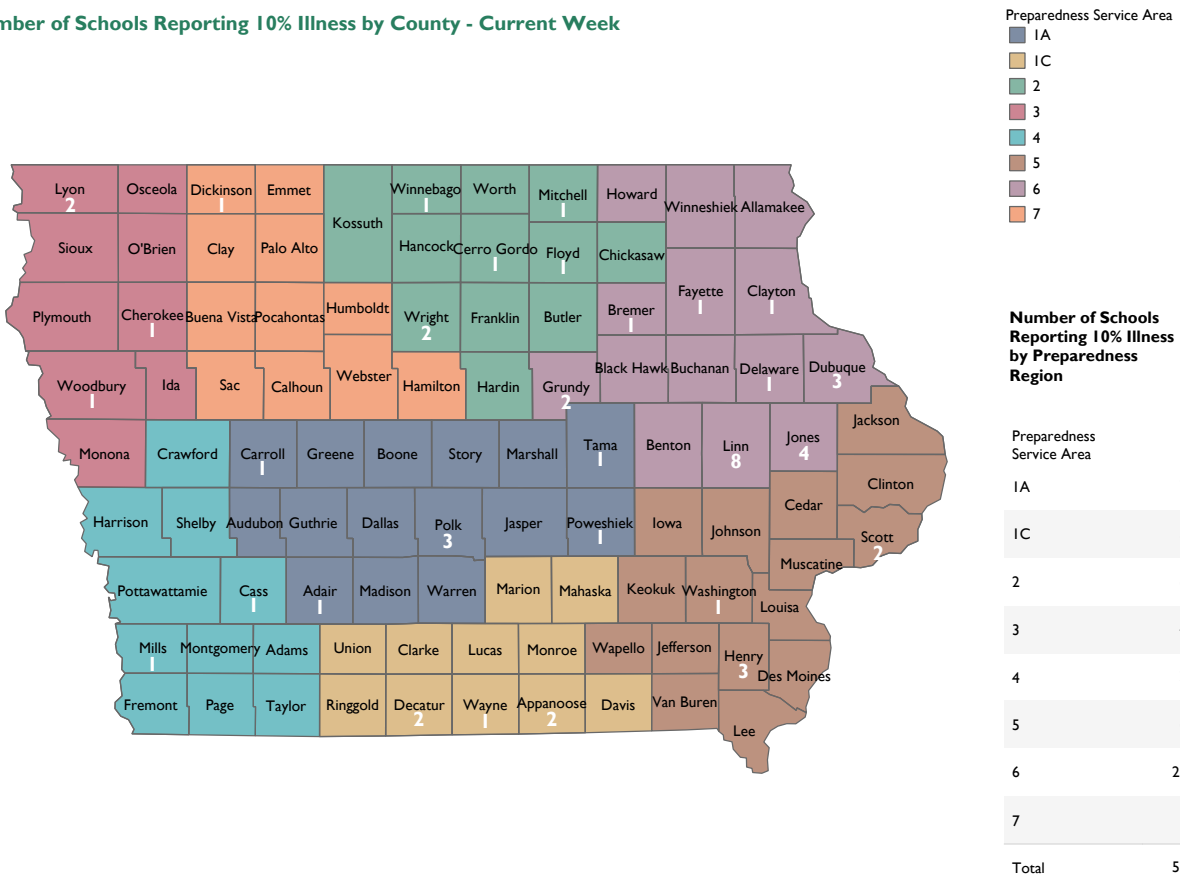 mber of Schools Reporting 10% Illness by County - Current Week
Preparedness Service Area
1A
1C
2
3
4
5
6
7
Lyon
2
Osceola
Dickinson
1
Emmet
Kossuth
Winnebago
1
Worth
Mitchell
1
Howard
Winneshiek
Allamakee
Sioux
O'Brien
Clay
Palo Alto
Hancock
Cerro Gordo
1
Floyd
1
Chickasaw
Plymouth
Cherokee
1
Buena Vista
Pocahontas
Humboldt
Wright
2
Franklin
Butler
Bremer
1
Fayette
1
Clayton
1
Woodbury
1
Ida
Sac
Calhoun
Webster
Hamilton
Hardin
Grundy
2
Black Hawk
Buchanan
Delaware
1
Dubuque
3
Monona
Crawford
Carroll
1
Greene
Boone
Story
Marshall
Tama
1
Benton
Linn
8
Jones
4
Jackson
Clinton
Harrison
Shelby
Audubon
Guthrie
Dallas
Polk
3
Jasper
Poweshiek
1
Iowa
Johnson
Cedar
Scott
2
Muscatine
Pottawattamie
Cass
1
Adair
1
Madison
Warren
Marion
Mahaska
Keokuk
Washington
1
Louisa
Mills
1
Montgomery
Adams
Union
Clarke
Lucas
Monroe
Wapello
Jefferson
Henry
3
Des Moines
Fremont
Page
Taylor
Ringgold
Decatur
2
Wayne
1
Appanoose
2
Davis
Van Buren
Lee
Number of Schools
Reporting 10% Illness
by Preparedness
Region
Preparedness
Service Area
1A
1C
2
3
4
5
6 2
7
Total 5